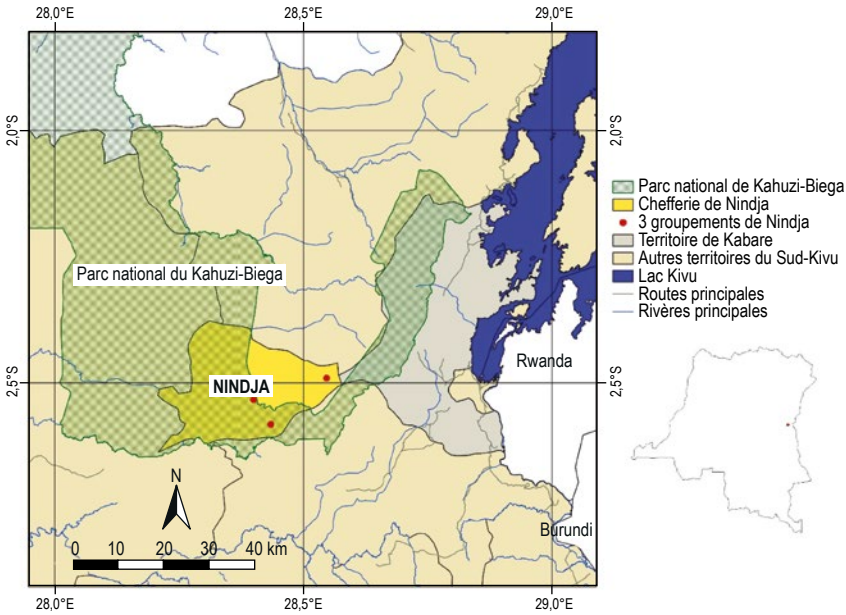 28,0°E 28,5°E 29,0°E
2,0°S 2,0°S
Parc national de Kahuzi-Biega
Chefferie de Nindja
3 groupements de Nindja
Territoire de Kabare
Autres territoires du Sud-Kivu
Lac Kivu
Routes principales
Rivères principales
Parc national du Kahuzi-Biega
Rwanda
2,5°S NINDJA 2,5°S
N
Burundi
0 10 20 30 40 km
28,0°E 28,5°E 29,0°E